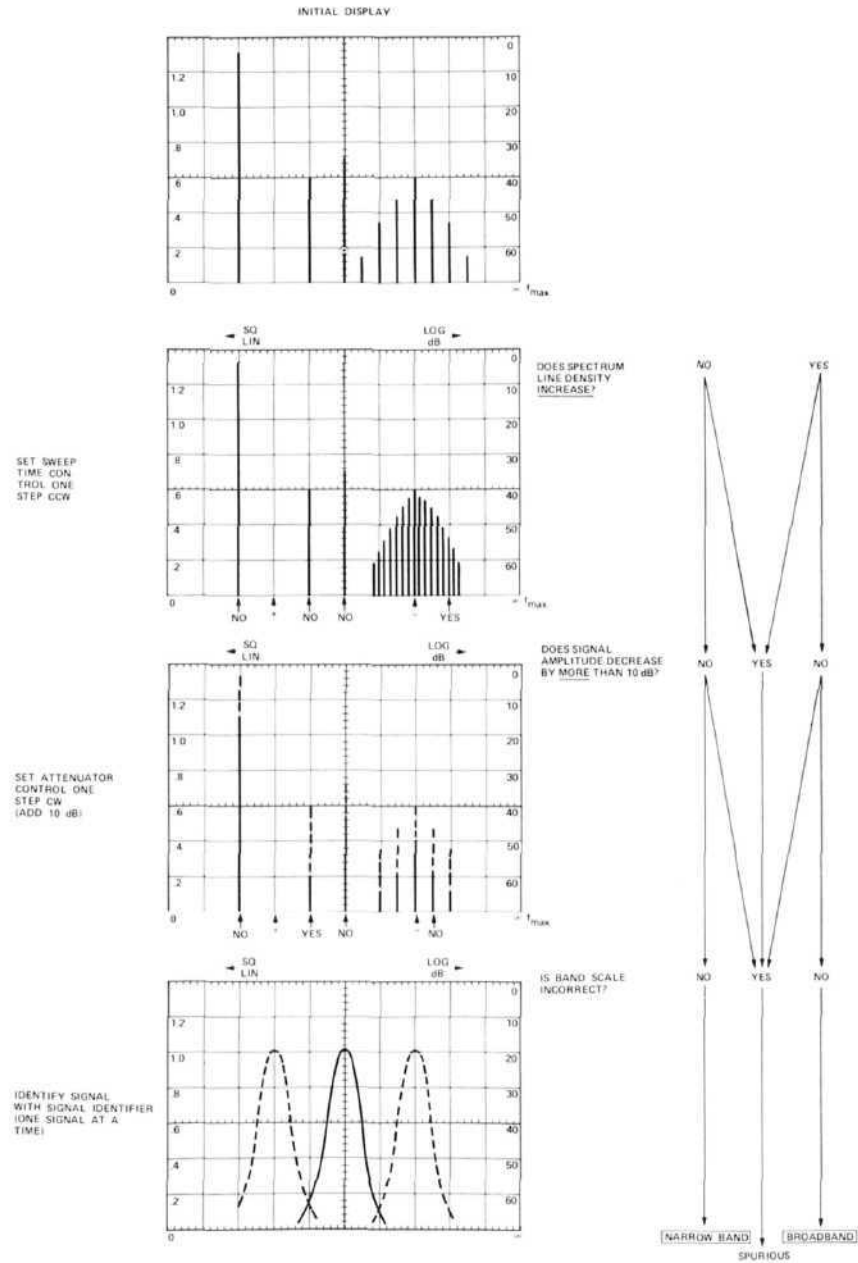 INITIAL DISPLAY
0
1.2
10
1.0
20
.8
30
.6
40
.4
50
.2
60
0
∞ fmax
SQ
LIN
LOG
dB
0
1.2
10
1.0
20
.8
30
.6
40
.4
50
.2
60
0
∞ fmax
NO * NO NO YES
SET SWEEP
TIME CON
TROL ONE
STEP CCW
DOES SPECTRUM
LINE DENSITY
INCREASE?
NO YES
SQ
LIN
LOG
dB
0
1.2
10
1.0
20
.8
30
.6
40
.4
50
.2
60
0
∞ fmax
NO YES NO NO
SET ATTENUATOR
CONTROL ONE
STEP CW
(ADD 10 dB)
DOES SIGNAL
AMPLITUDE DECREASE
BY MORE THAN 10 dB?
NO YES NO
SQ
LIN
LOG
dB
0
1.2
10
1.0
20
.8
30
.6
40
.4
50
.2
60
0
∞
IDENTIFY SIGNAL
WITH SIGNAL IDENTIFIER
(ONE SIGNAL AT A
TIME)
IS BAND SCALE
INCORRECT?
NO YES NO
NARROW BAND
BROADBAND
SPURIOUS